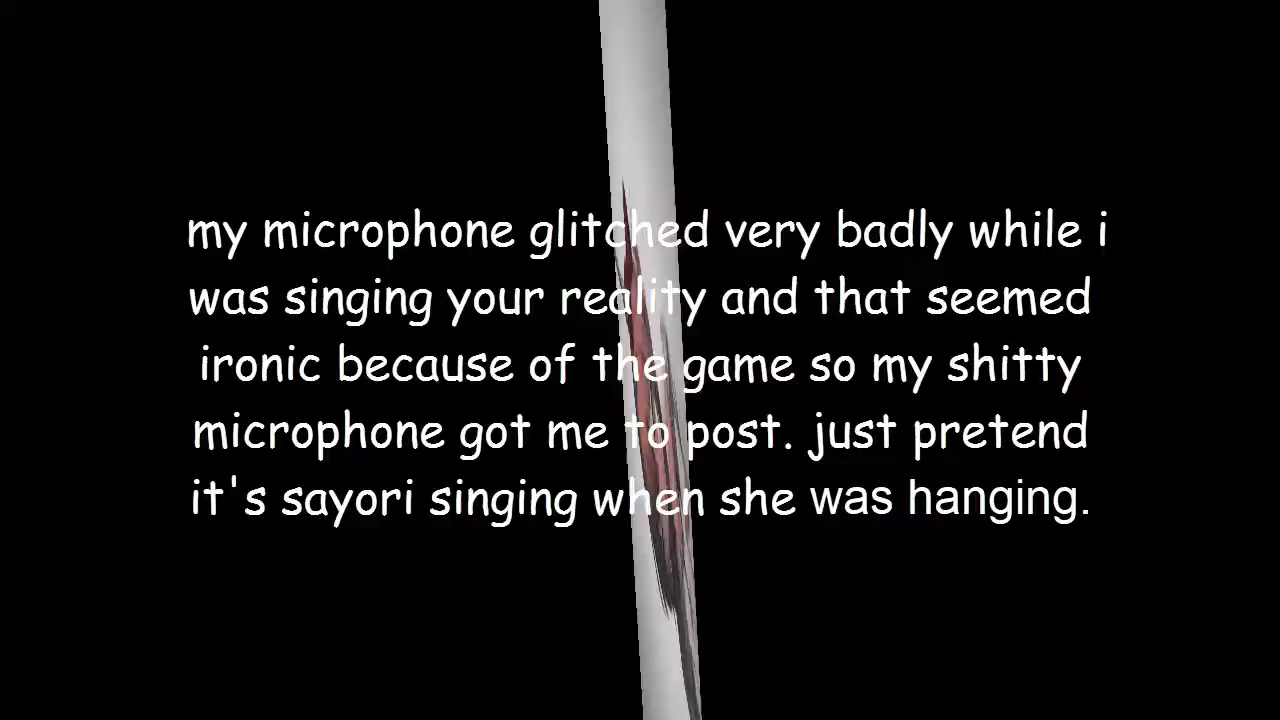 my microphone glitched very badly while i
was singing your reality and that seemed
ironic because of the game so my shitty
microphone got me to post. just pretend
it's sayori singing when she was hanging.